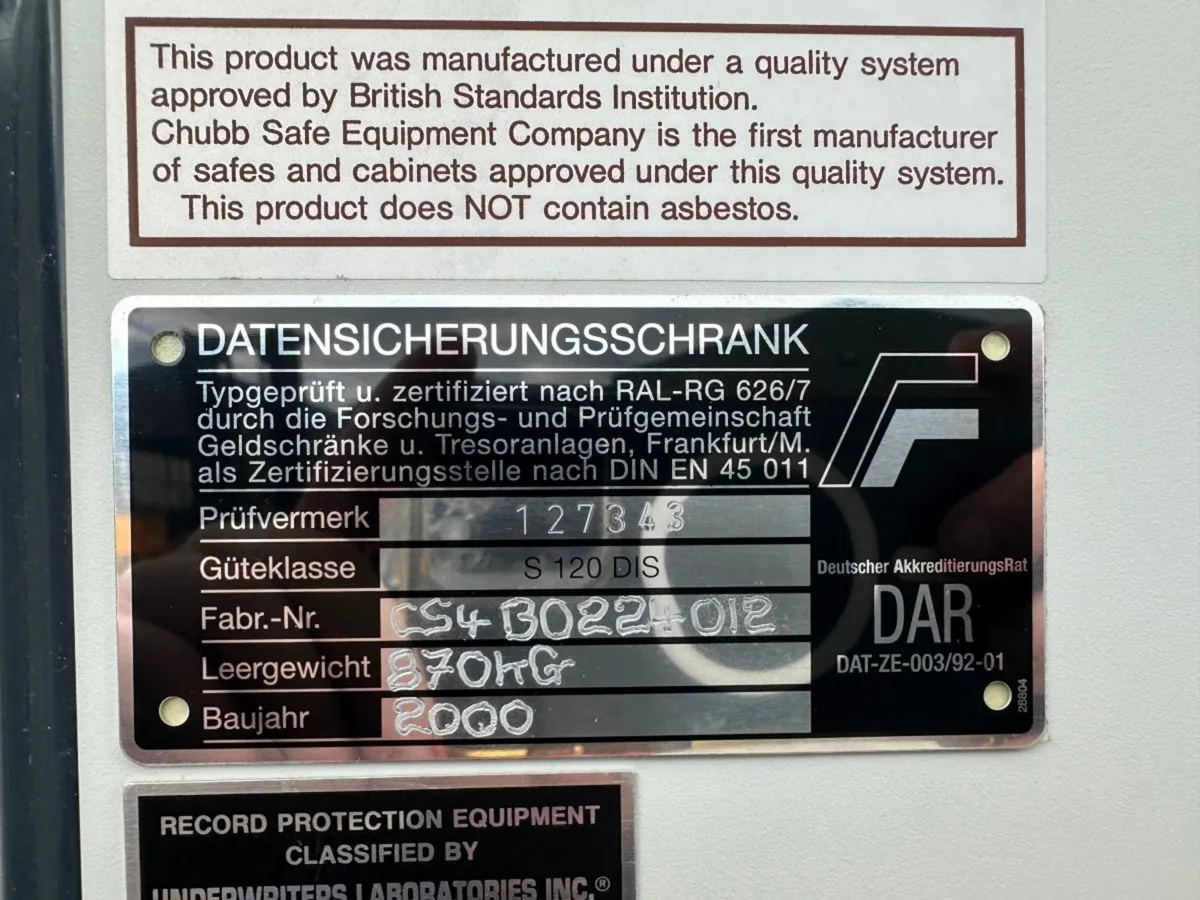 This product was manufactured under a quality system
approved by British Standards Institution.
Chubb Safe Equipment Company is the first manufacturer
of safes and cabinets approved under this quality system.
This product does NOT contain asbestos.
DATENSICHERUNGSSCHRANK
Typgeprüft u. zertifiziert nach RAL-RG 626/7
durch die Forschungs- und Prüfgemeinschaft
Geldschränke u. Tresoranlagen, Frankfurt/M.
als Zertifizierungsstelle nach DIN EN 45 011
Prüfvermerk 127343
Güteklasse S 120 DIS
Fabr.-Nr. CS4B0224012
Leergewicht 870KG
Baujahr 2000
Deutscher AkkreditierungsRat
DAR
DAT-ZE-003/92-01
28804
RECORD PROTECTION EQUIPMENT
CLASSIFIED BY
UNDERWRITERS LABORATORIES INC.®